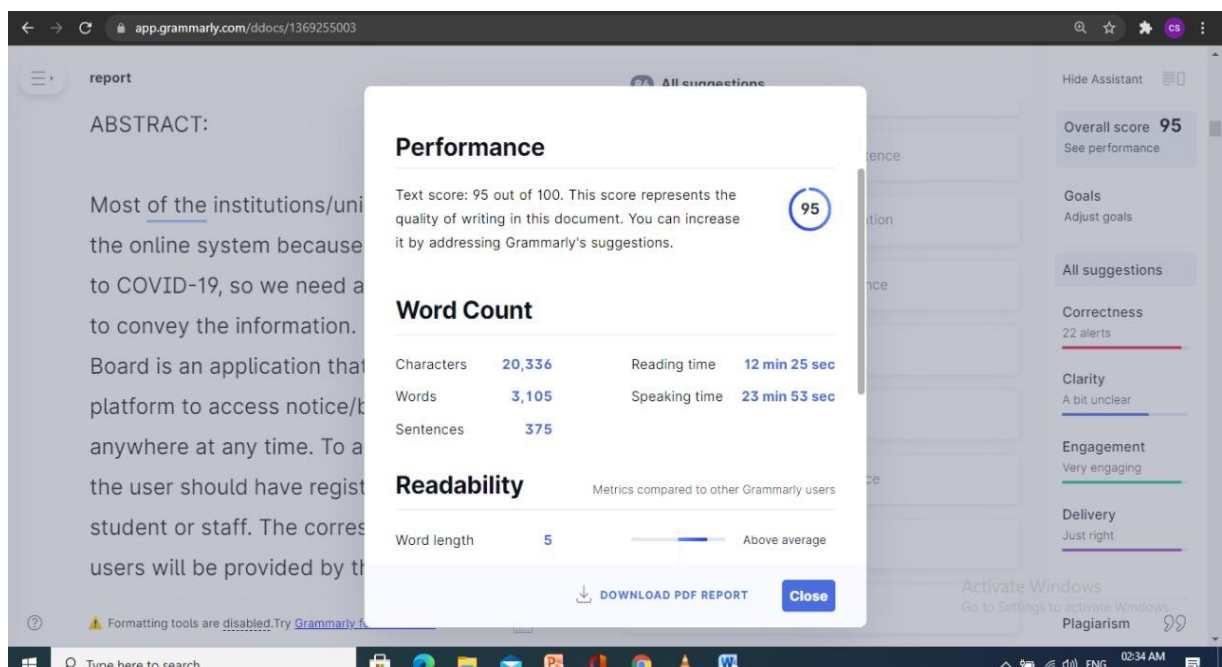 app.grammarly.com/ddocs/1369255003
CS
report
All suggestions
Hide Assistant
ABSTRACT:
Most of the institutions/uni
the online system because
to COVID-19, so we need a
to convey the information.
Board is an application that
platform to access notice/b
anywhere at any time. To a
the user should have regist
student or staff. The corres
users will be provided by th
Performance
Text score: 95 out of 100. This score represents the
quality of writing in this document. You can increase
it by addressing Grammarly's suggestions.
95
Word Count
Characters 20,336
Reading time 12 min 25 sec
Words 3,105
Speaking time 23 min 53 sec
Sentences 375
Readability
Metrics compared to other Grammarly users
Word length 5
Above average
DOWNLOAD PDF REPORT
Close
Overall score 95
See performance
Goals
Adjust goals
All suggestions
Correctness
22 alerts
Clarity
A bit unclear
Engagement
Very engaging
Delivery
Just right
Activate Windows
Go to Settings to activate Windows.
Plagiarism
Formatting tools are disabled.Try Grammarly
Type here to search
ENG
02:34 AM